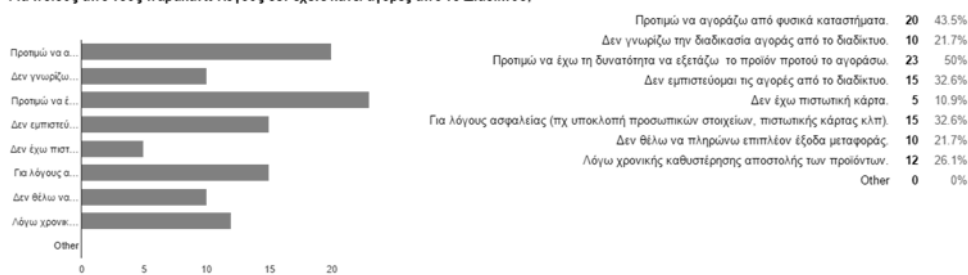 Προτιμώ να αγοράζω από φυσικά καταστήματα. 20 43.5%
Δεν γνωρίζω την διαδικασία αγοράς από το διαδίκτυο. 10 21.7%
Προτιμώ να έχω τη δυνατότητα να εξετάζω το προϊόν προτού το αγοράσω. 23 50%
Δεν εμπιστεύομαι τις αγορές από το διαδίκτυο. 15 32.6%
Δεν έχω πιστωτική κάρτα. 5 10.9%
Για λόγους ασφαλείας (πχ υποκλοπή προσωπικών στοιχείων, πιστωτικής κάρτας κλπ). 15 32.6%
Δεν θέλω να πληρώνω επιπλέον έξοδα μεταφοράς. 10 21.7%
Λόγω χρονικής καθυστέρησης αποστολής των προϊόντων. 12 26.1%
Other 0 0%
Προτιμώ να α...
Δεν γνωρίζω...
Προτιμώ να έ...
Δεν εμπιστεύ...
Δεν έχω πιστ...
Για λόγους α...
Δεν θέλω να...
Λόγω χρονικ...
Other
0 5 10 15 20